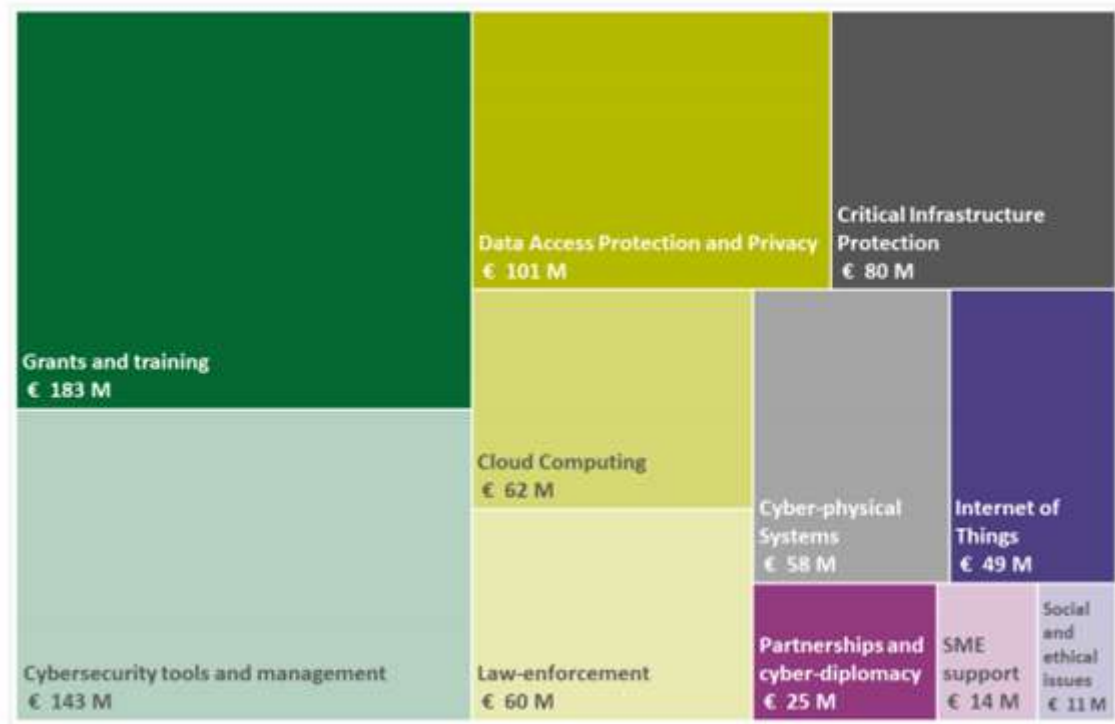 Grants and training
€ 183 M
Cybersecurity tools and management
€ 143 M
Data Access Protection and Privacy
€ 101 M
Critical Infrastructure
Protection
€ 80 M
Cloud Computing
€ 62 M
Law-enforcement
€ 60 M
Cyber-physical
Systems
€ 58 M
Internet of
Things
€ 49 M
Partnerships and
cyber-diplomacy
€ 25 M
SME
support
€ 14 M
Social
and
ethical
issues
€ 11 M